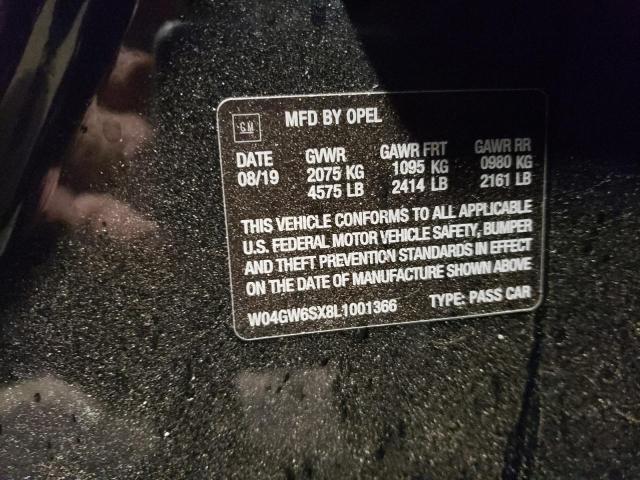 GM
MFD BY OPEL
DATE GVWR GAWR FRT GAWR RR
08/19 2075 KG 1095 KG 0980 KG
4575 LB 2414 LB 2161 LB
THIS VEHICLE CONFORMS TO ALL APPLICABLE
U.S. FEDERAL MOTOR VEHICLE SAFETY, BUMPER
AND THEFT PREVENTION STANDARDS IN EFFECT
ON THE DATE OF MANUFACTURE SHOWN ABOVE
W04GW6SX8L1001366 TYPE: PASS CAR